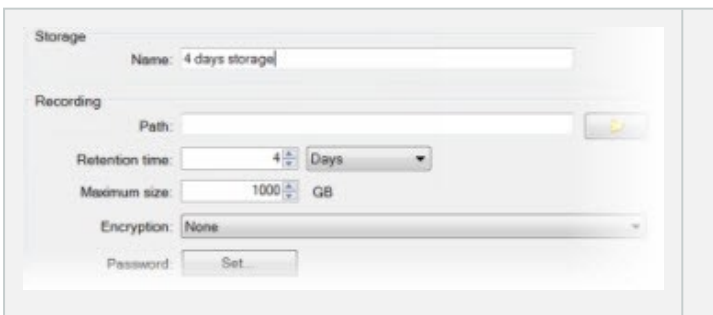 Storage
Name: 4 days storage
Recording
Path:
Retention time: 4 Days
Maximum size: 1000 GB
Encryption: None
Password: Set...